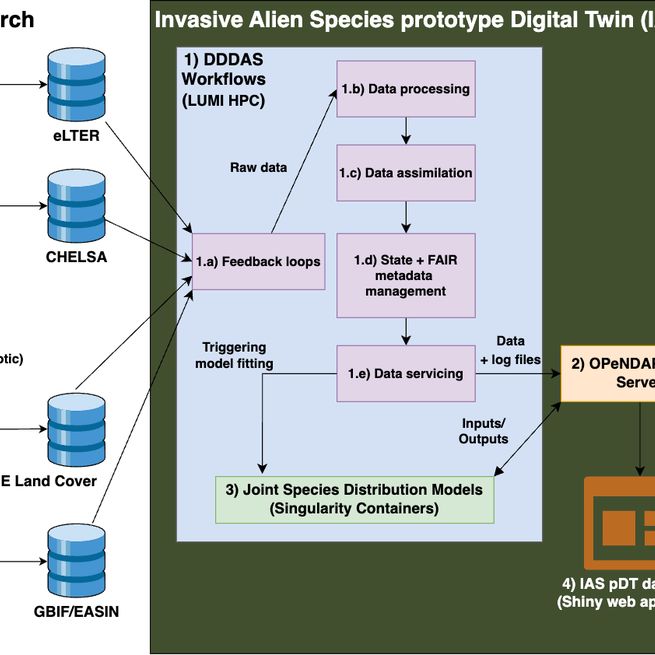 rch
Invasive Alien Species prototype Digital Twin (I
1) DDDAS
Workflows
(LUMI HPC)
1.b) Data processing
eLTER
Raw data
1.c) Data assimilation
CHELSA
1.a) Feedback loops
1.d) State + FAIR
metadata
management
Triggering
model fitting
1.e) Data servicing
Data
+ log files
2) OPeNDAP
Serve
otic)
Inputs/
Outputs
E Land Cover
3) Joint Species Distribution Models
(Singularity Containers)
GBIF/EASIN
4) IAS pDT da
(Shiny web ap